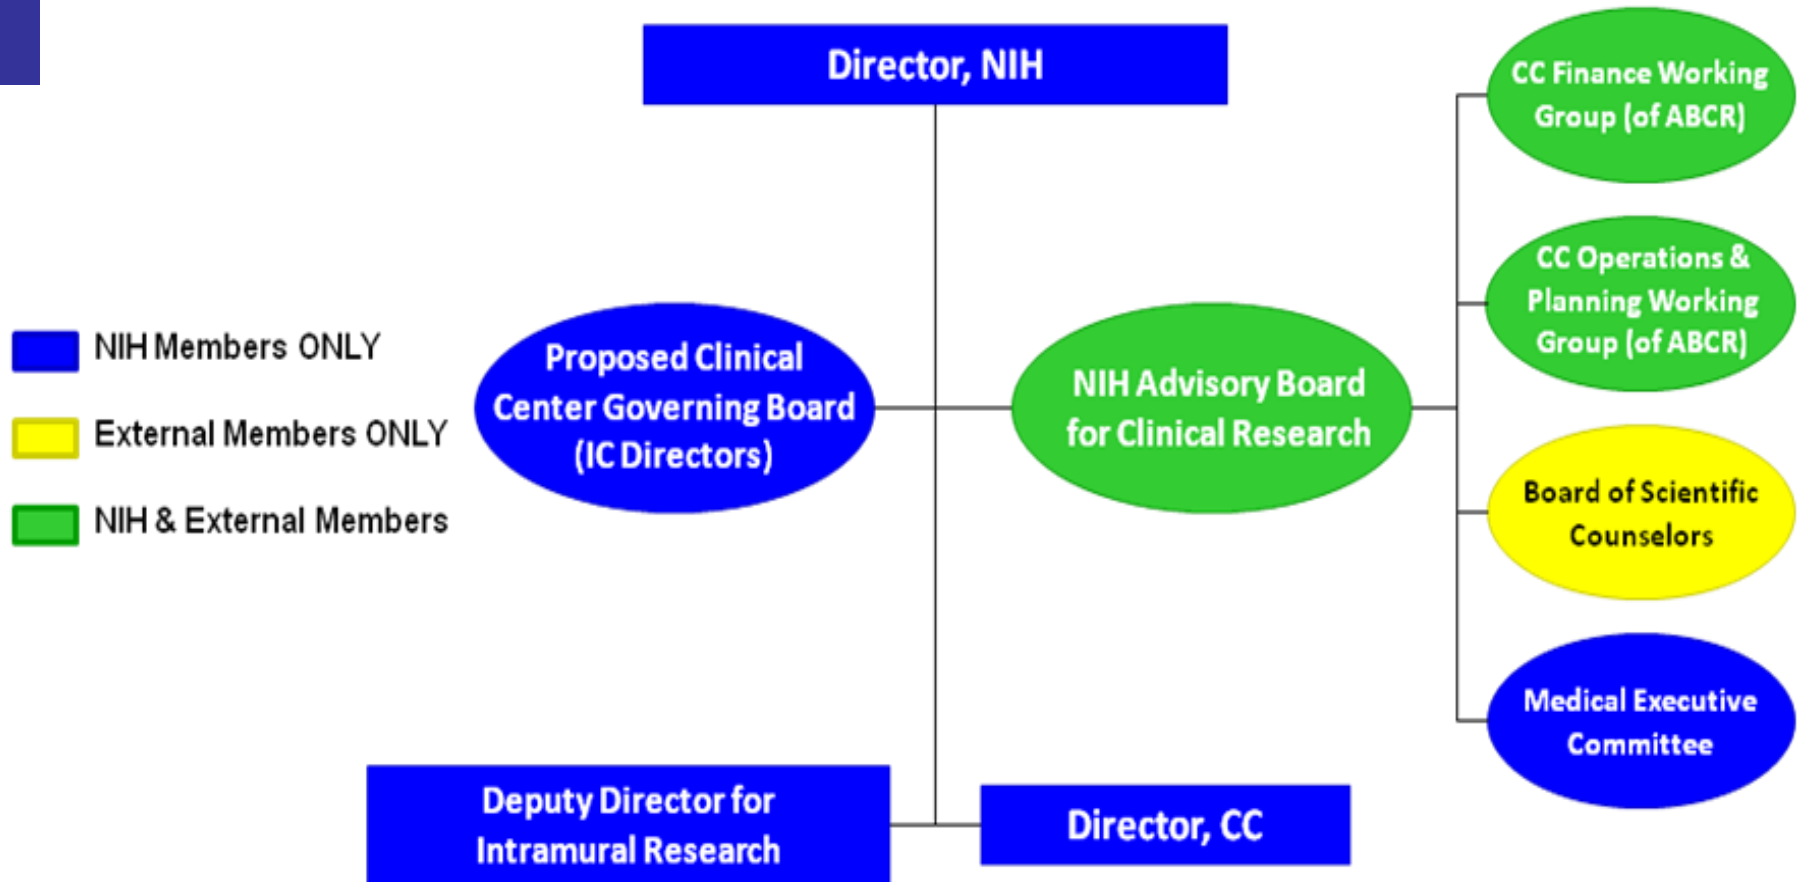 Director, NIH
CC Finance Working
Group (of ABCR)
CC Operations &
Planning Working
Group (of ABCR)
NIH Members ONLY
External Members ONLY
NIH & External Members
Proposed Clinical
Center Governing Board
(IC Directors)
NIH Advisory Board
for Clinical Research
Board of Scientific
Counselors
Medical Executive
Committee
Deputy Director for
Intramural Research
Director, CC